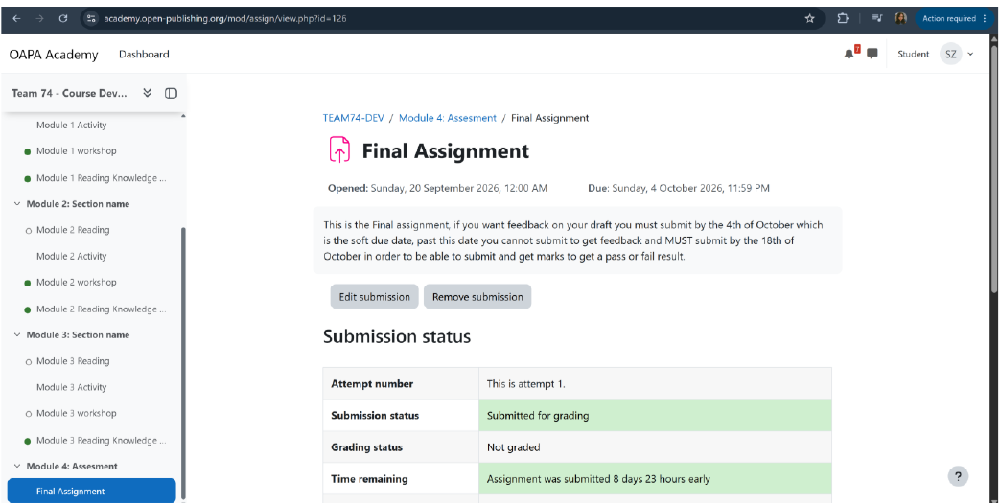 academy.open-publishing.org/mod/assign/view.php?id=126
Action required
OAPA Academy
Dashboard
7
Student
SZ
Team 74 - Course Dev...
Module 1 Activity
Module 1 workshop
Module 1 Reading Knowledge ...
Module 2: Section name
Module 2 Reading
Module 2 Activity
Module 2 workshop
Module 2 Reading Knowledge ...
Module 3: Section name
Module 3 Reading
Module 3 Activity
Module 3 workshop
Module 3 Reading Knowledge ...
Module 4: Assesment
Final Assignment
TEAM74-DEV / Module 4: Assesment / Final Assignment
Final Assignment
Opened: Sunday, 20 September 2026, 12:00 AM
Due: Sunday, 4 October 2026, 11:59 PM
This is the Final assignment, if you want feedback on your draft you must submit by the 4th of October which
is the soft due date, past this date you cannot submit to get feedback and MUST submit by the 18th of
October in order to be able to submit and get marks to get a pass or fail result.
Edit submission
Remove submission
Submission status
Attempt number
This is attempt 1.
Submission status
Submitted for grading
Grading status
Not graded
Time remaining
Assignment was submitted 8 days 23 hours early
?